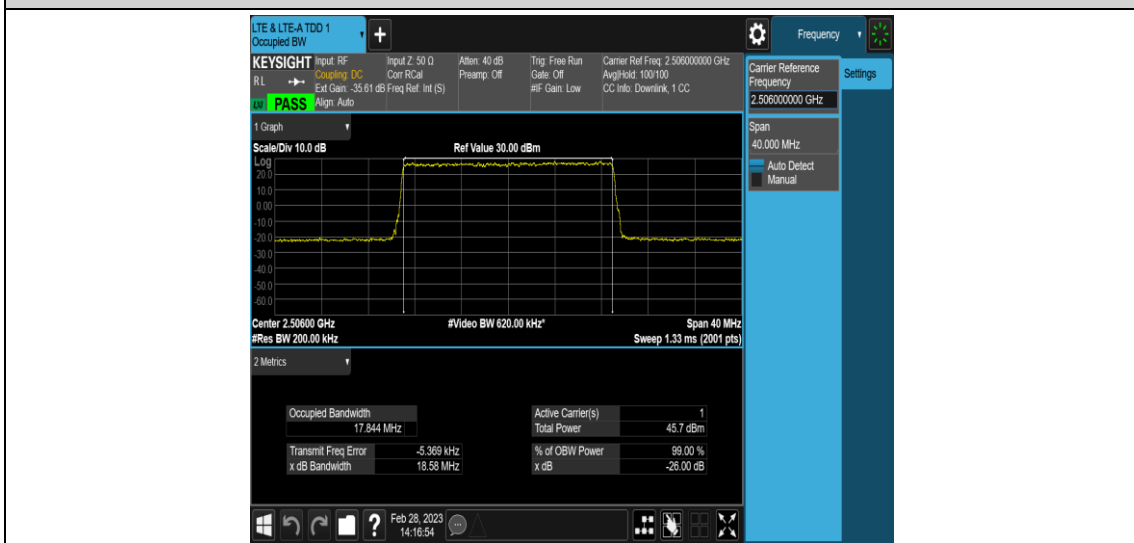 LTE & LTE-A TDD 1
Occupied BW
+
Frequency
KEYSIGHT Input: RF Input Z: 50 Ω Atten: 40 dB Trig: Free Run Carrier Ref Freq: 2.506000000 GHz
RL Coupling: DC Corr RCal Preamp: Off Gate: Off Avg|Hold: 100/100
Ext Gain: -35.61 dB Freq Ref: Int (S) #IF Gain: Low CC Info: Downlink, 1 CC
PASS Align: Auto
Carrier Reference
Frequency
2.506000000 GHz
Settings
Span
40.000 MHz
Auto Detect
Manual
1 Graph
Scale/Div 10.0 dB Ref Value 30.00 dBm
Log
20.0
10.0
0.00
-10.0
-20.0
-30.0
-40.0
-50.0
-60.0
Center 2.50600 GHz #Video BW 620.00 kHz* Span 40 MHz
#Res BW 200.00 kHz Sweep 1.33 ms (2001 pts)
2 Metrics
Occupied Bandwidth
17.844 MHz
Active Carrier(s) 1
Total Power 45.7 dBm
Transmit Freq Error -5.369 kHz
x dB Bandwidth 18.58 MHz
% of OBW Power 99.00 %
x dB -26.00 dB
?
Feb 28, 2023
14:16:54